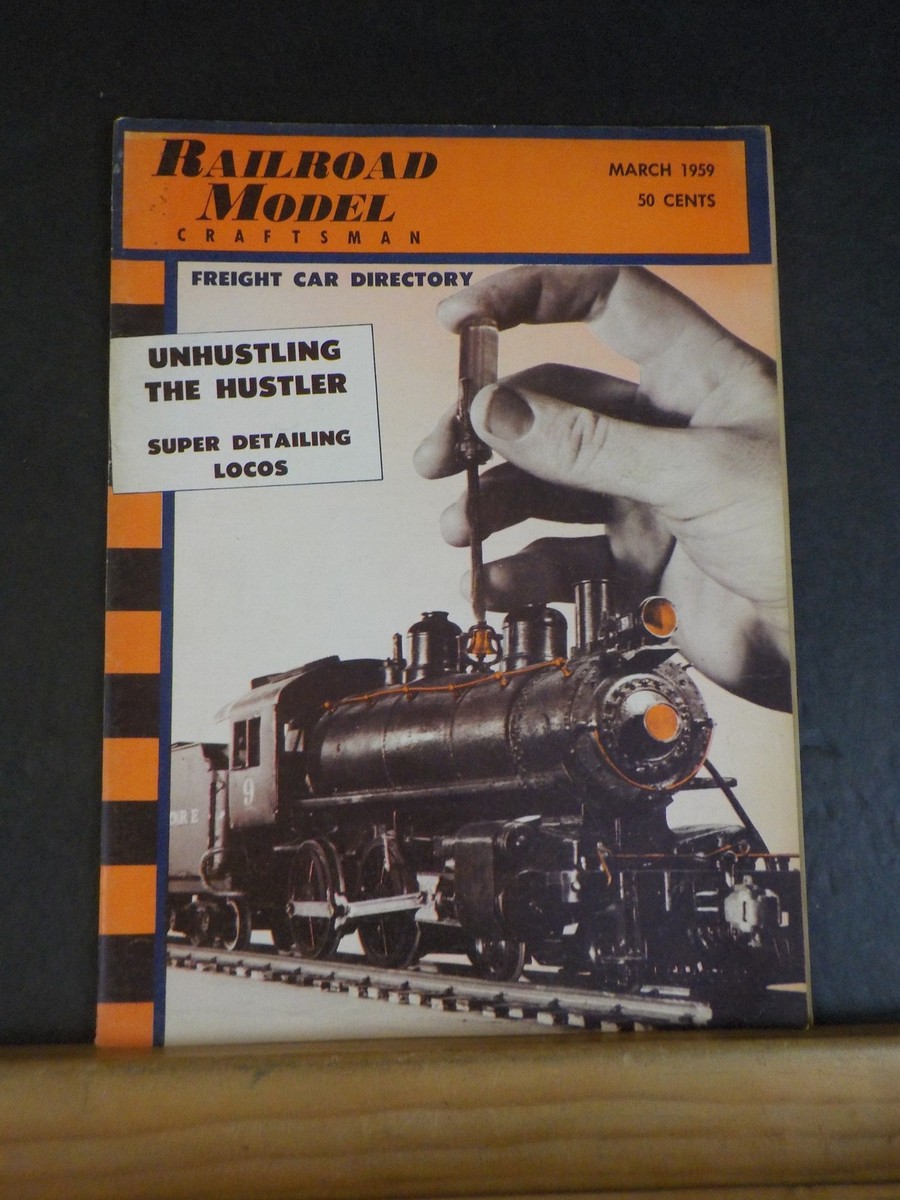 RAILROAD
MODEL
CRAFTSMAN
MARCH 1959
50 CENTS
FREIGHT CAR DIRECTORY
UNHUSTLING
THE HUSTLER
SUPER DETAILING
LOCOS
9